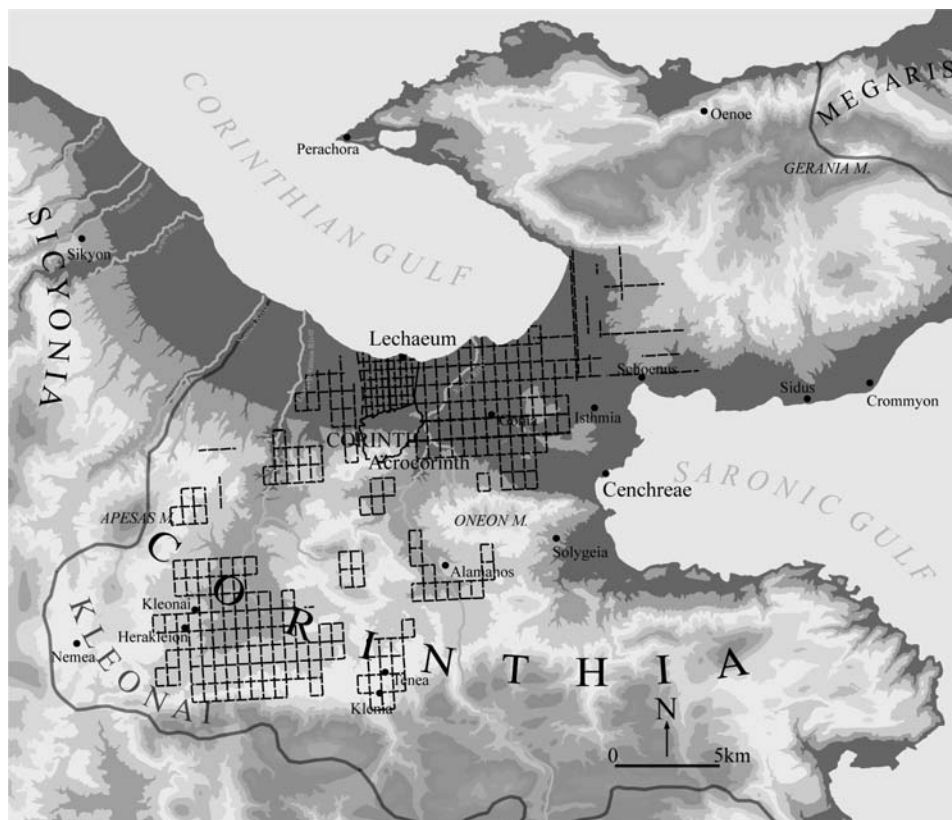 MEGARIS
CORINTHIAN GULF
Oenoe
Perachora
GERANIA M.
SICYONIA
Sikyon
Lechaeum
Schoenus
Sidus
Crommyon
Isthmia
CORINTH
Acrocorinth
SARONIC GULF
Cenchreae
APESAS M.
ONEON M.
Solygeia
CORINTHIA
Alamanos
Kleonai
KLEONAI
Herakleion
Nemea
Tenea
Klenia
N
0 5km